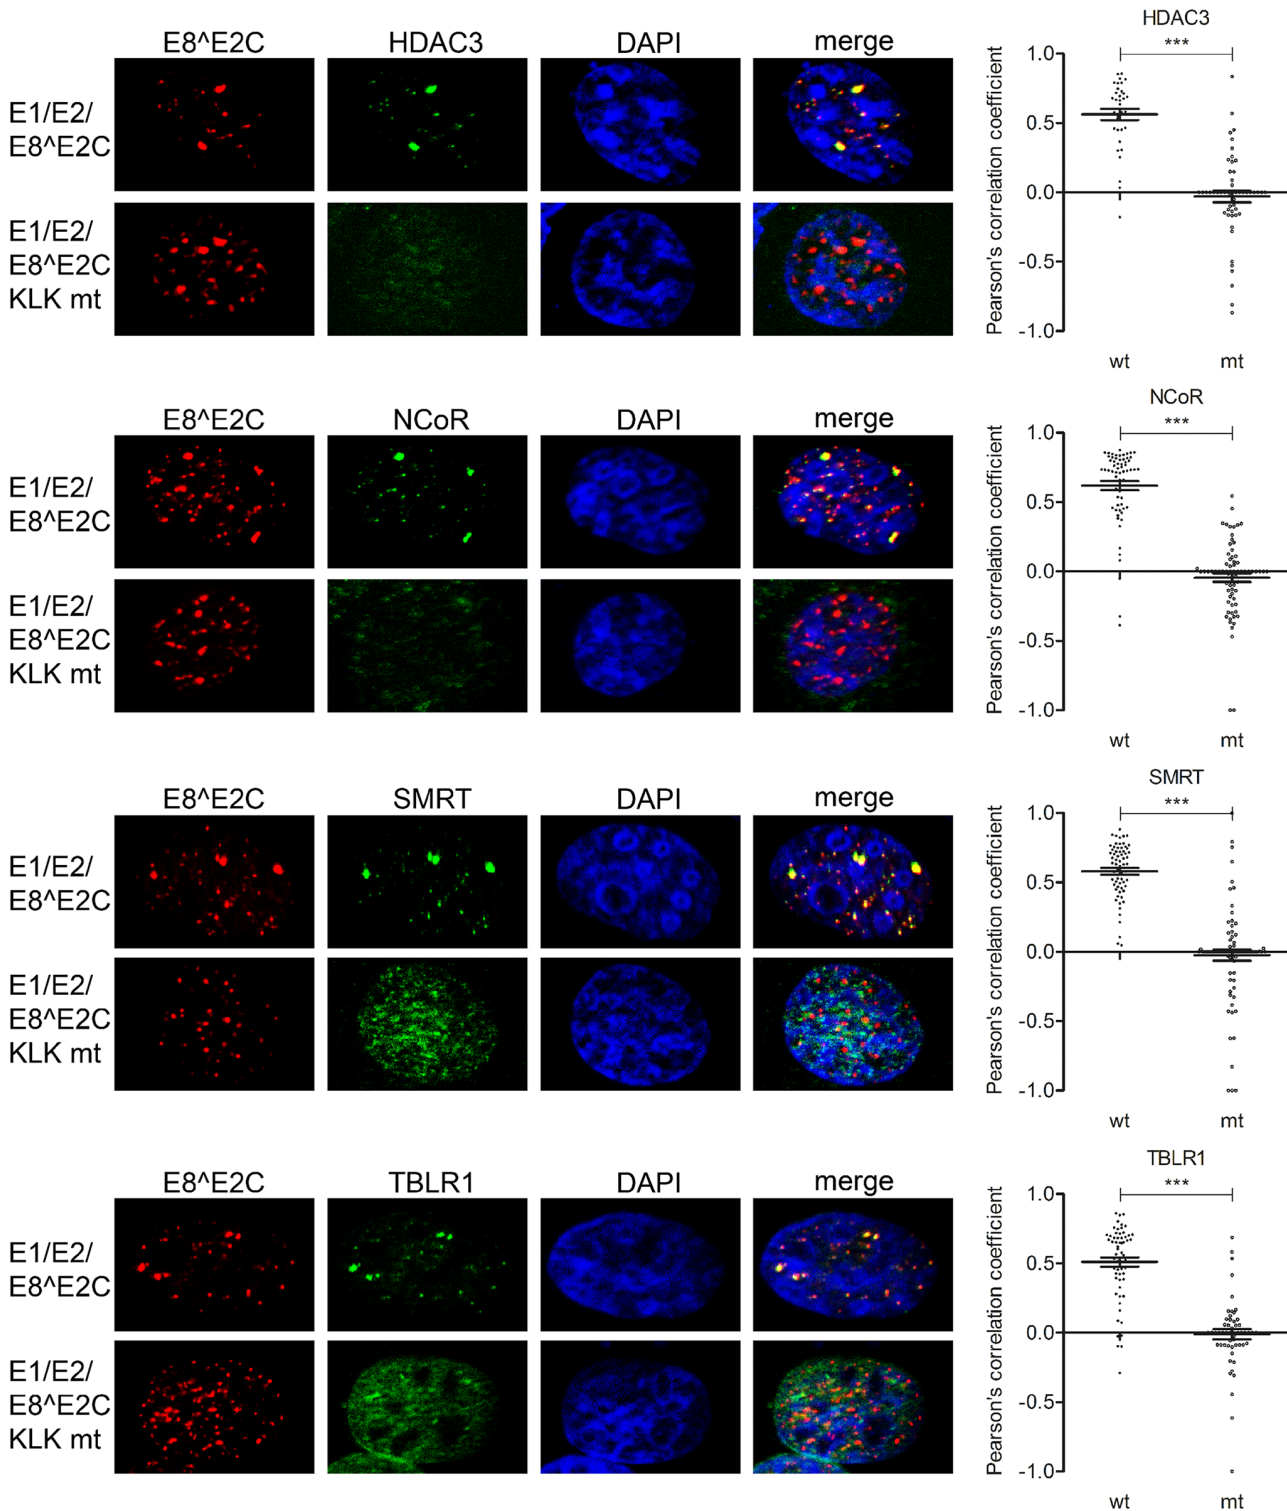 E8^E2C HDAC3 DAPI merge
E1/E2/
E8^E2C
E1/E2/
E8^E2C
KLK mt
HDAC3
***
Pearson's correlation coefficient
1.0
0.5
0.0
-0.5
-1.0
wt mt
E8^E2C NCoR DAPI merge
E1/E2/
E8^E2C
E1/E2/
E8^E2C
KLK mt
NCoR
***
Pearson's correlation coefficient
1.0
0.5
0.0
-0.5
-1.0
wt mt
E8^E2C SMRT DAPI merge
E1/E2/
E8^E2C
E1/E2/
E8^E2C
KLK mt
SMRT
***
Pearson's correlation coefficient
1.0
0.5
0.0
-0.5
-1.0
wt mt
E8^E2C TBLR1 DAPI merge
E1/E2/
E8^E2C
E1/E2/
E8^E2C
KLK mt
TBLR1
***
Pearson's correlation coefficient
1.0
0.5
0.0
-0.5
-1.0
wt mt